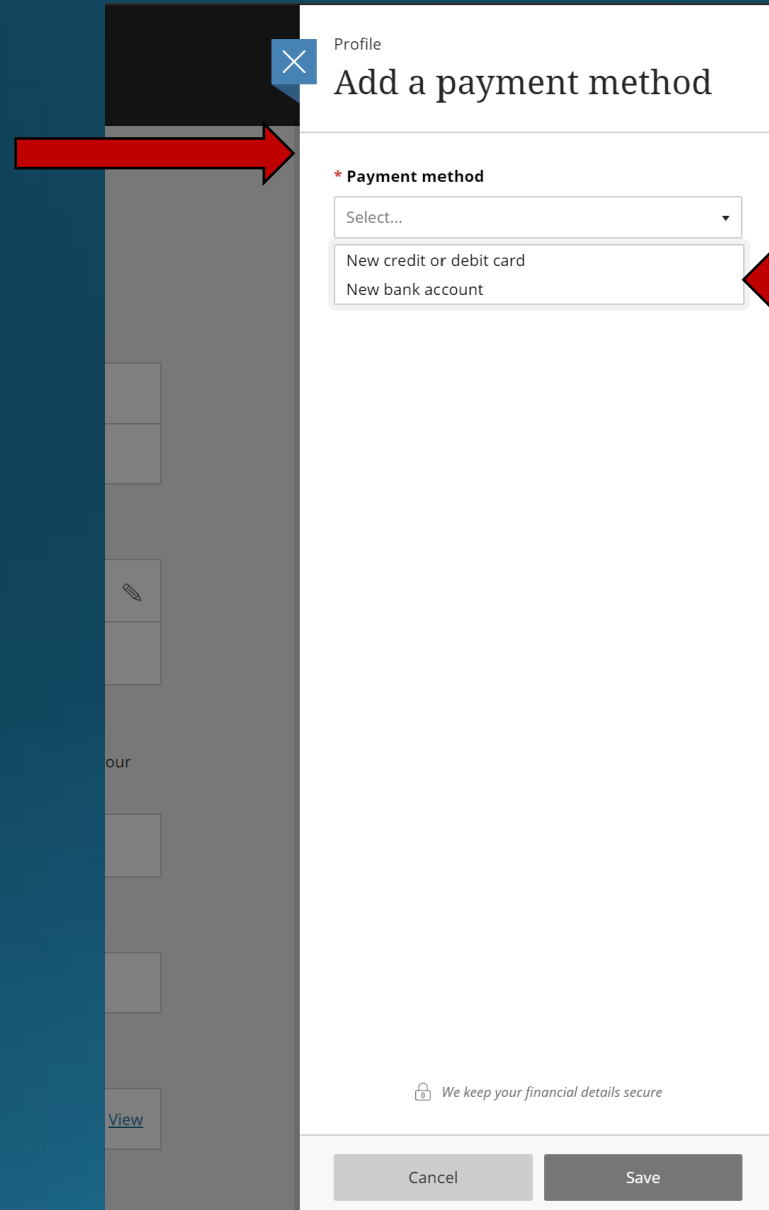 Profile
Add a payment method
* Payment method
Select...
New credit or debit card
New bank account
our
View
We keep your financial details secure
Cancel
Save